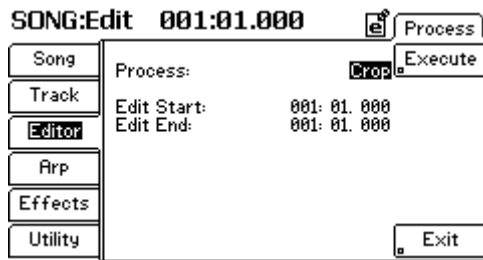 SONG:Edit 001:01.000 e Process
Song
Track
Editor
Arp
Effects
Utility
Process: Crop
Edit Start: 001: 01. 000
Edit End: 001: 01. 000
Execute
Exit